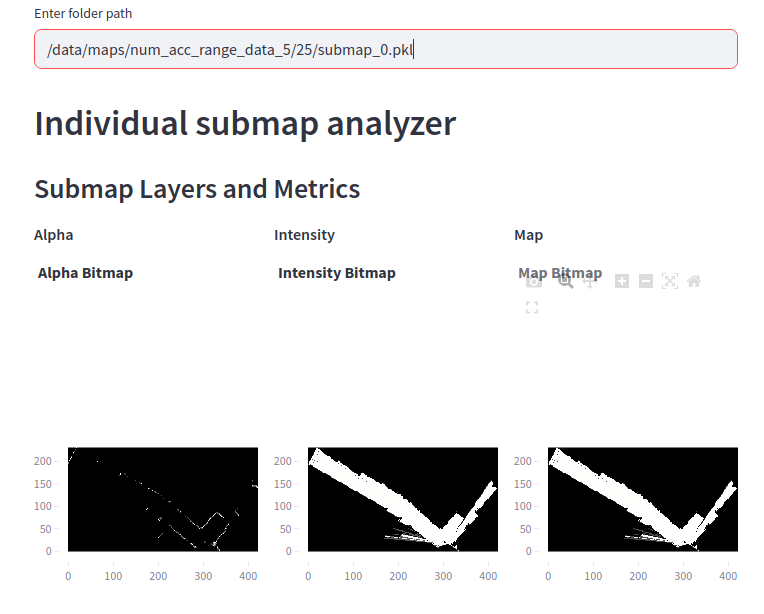 Enter folder path
/data/maps/num_acc_range_data_5/25/submap_0.pkl
Individual submap analyzer
Submap Layers and Metrics
Alpha Intensity Map
Alpha Bitmap Intensity Bitmap Map Bitmap
200 200 200
150 150 150
100 100 100
50 50 50
0 0 0
0 100 200 300 400 0 100 200 300 400 0 100 200 300 400